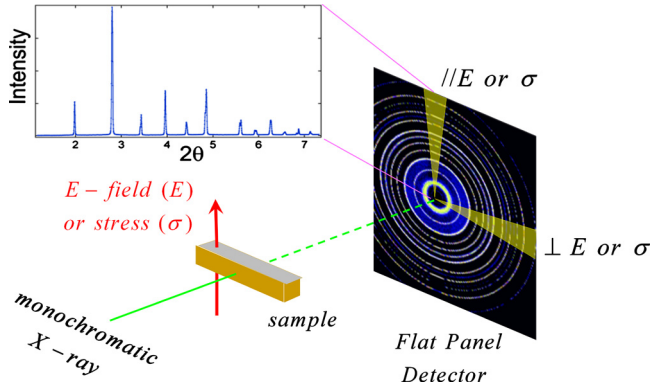 Intensity
2 3 4 5 6 7
2θ
//E or σ
E – field (E)
or stress (σ)
⊥ E or σ
monochromatic
X – ray
sample
Flat Panel
Detector